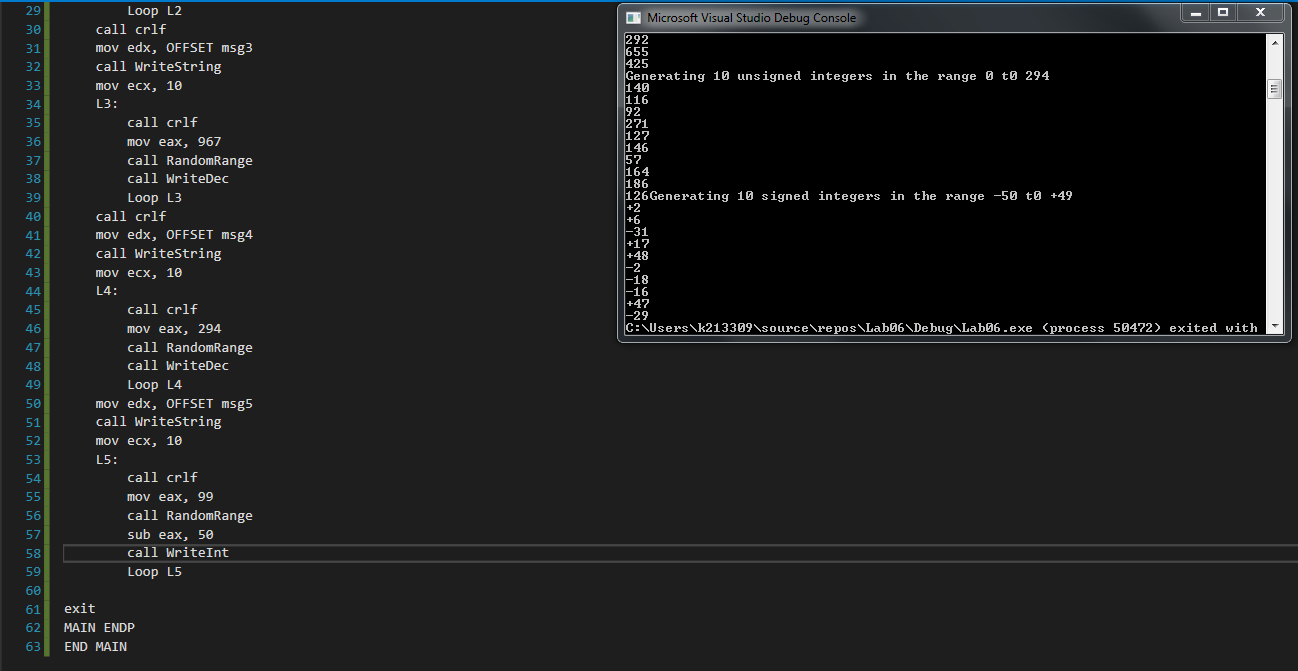 29 Loop L2
30 call crlf
31 mov edx, OFFSET msg3
32 call WriteString
33 mov ecx, 10
34 L3:
35 call crlf
36 mov eax, 967
37 call RandomRange
38 call WriteDec
39 Loop L3
40 call crlf
41 mov edx, OFFSET msg4
42 call WriteString
43 mov ecx, 10
44 L4:
45 call crlf
46 mov eax, 294
47 call RandomRange
48 call WriteDec
49 Loop L4
50 mov edx, OFFSET msg5
51 call WriteString
52 mov ecx, 10
53 L5:
54 call crlf
55 mov eax, 99
56 call RandomRange
57 sub eax, 50
58 call WriteInt
59 Loop L5
60
61 exit
62 MAIN ENDP
63 END MAIN
Microsoft Visual Studio Debug Console
292
655
425
Generating 10 unsigned integers in the range 0 t0 294
140
116
92
271
127
146
57
164
186
126Generating 10 signed integers in the range -50 t0 +49
+2
+6
-31
+17
+48
-2
-18
-16
+47
-29
C:\Users\k213309\source\repos\Lab06\Debug\Lab06.exe (process 50472) exited with